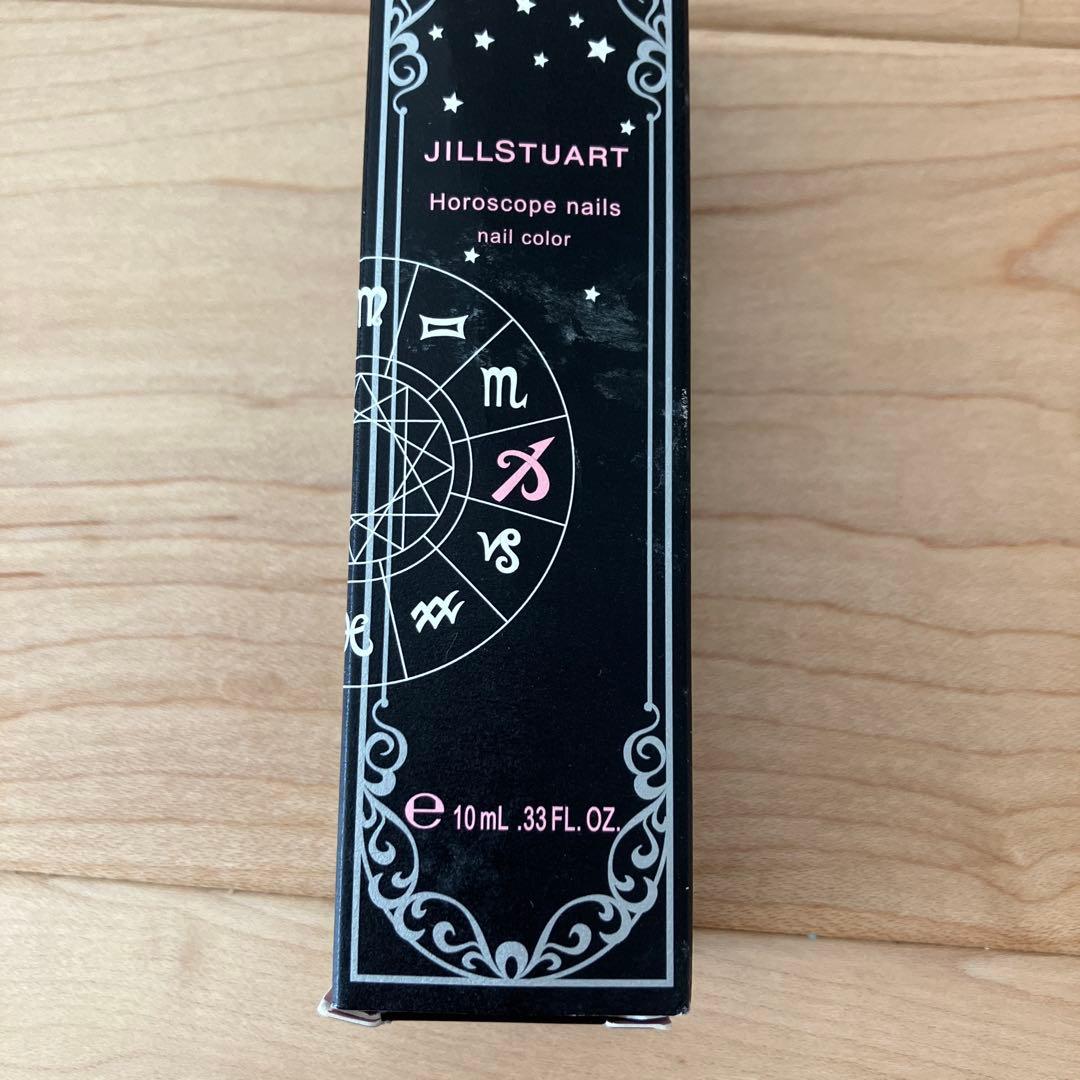 JILLSTUART
Horoscope nails
nail color
℮ 10 mL .33 FL. OZ.